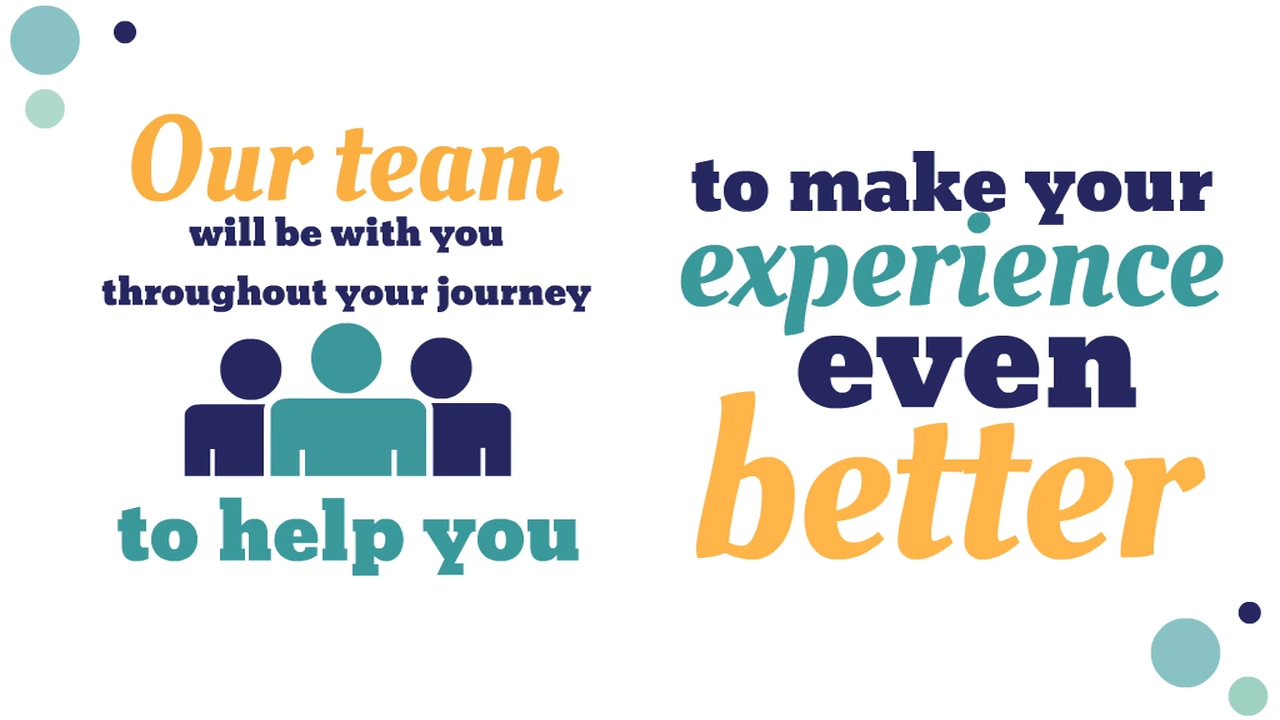 Our team
will be with you
throughout your journey
to help you
to make your
experience
even
better